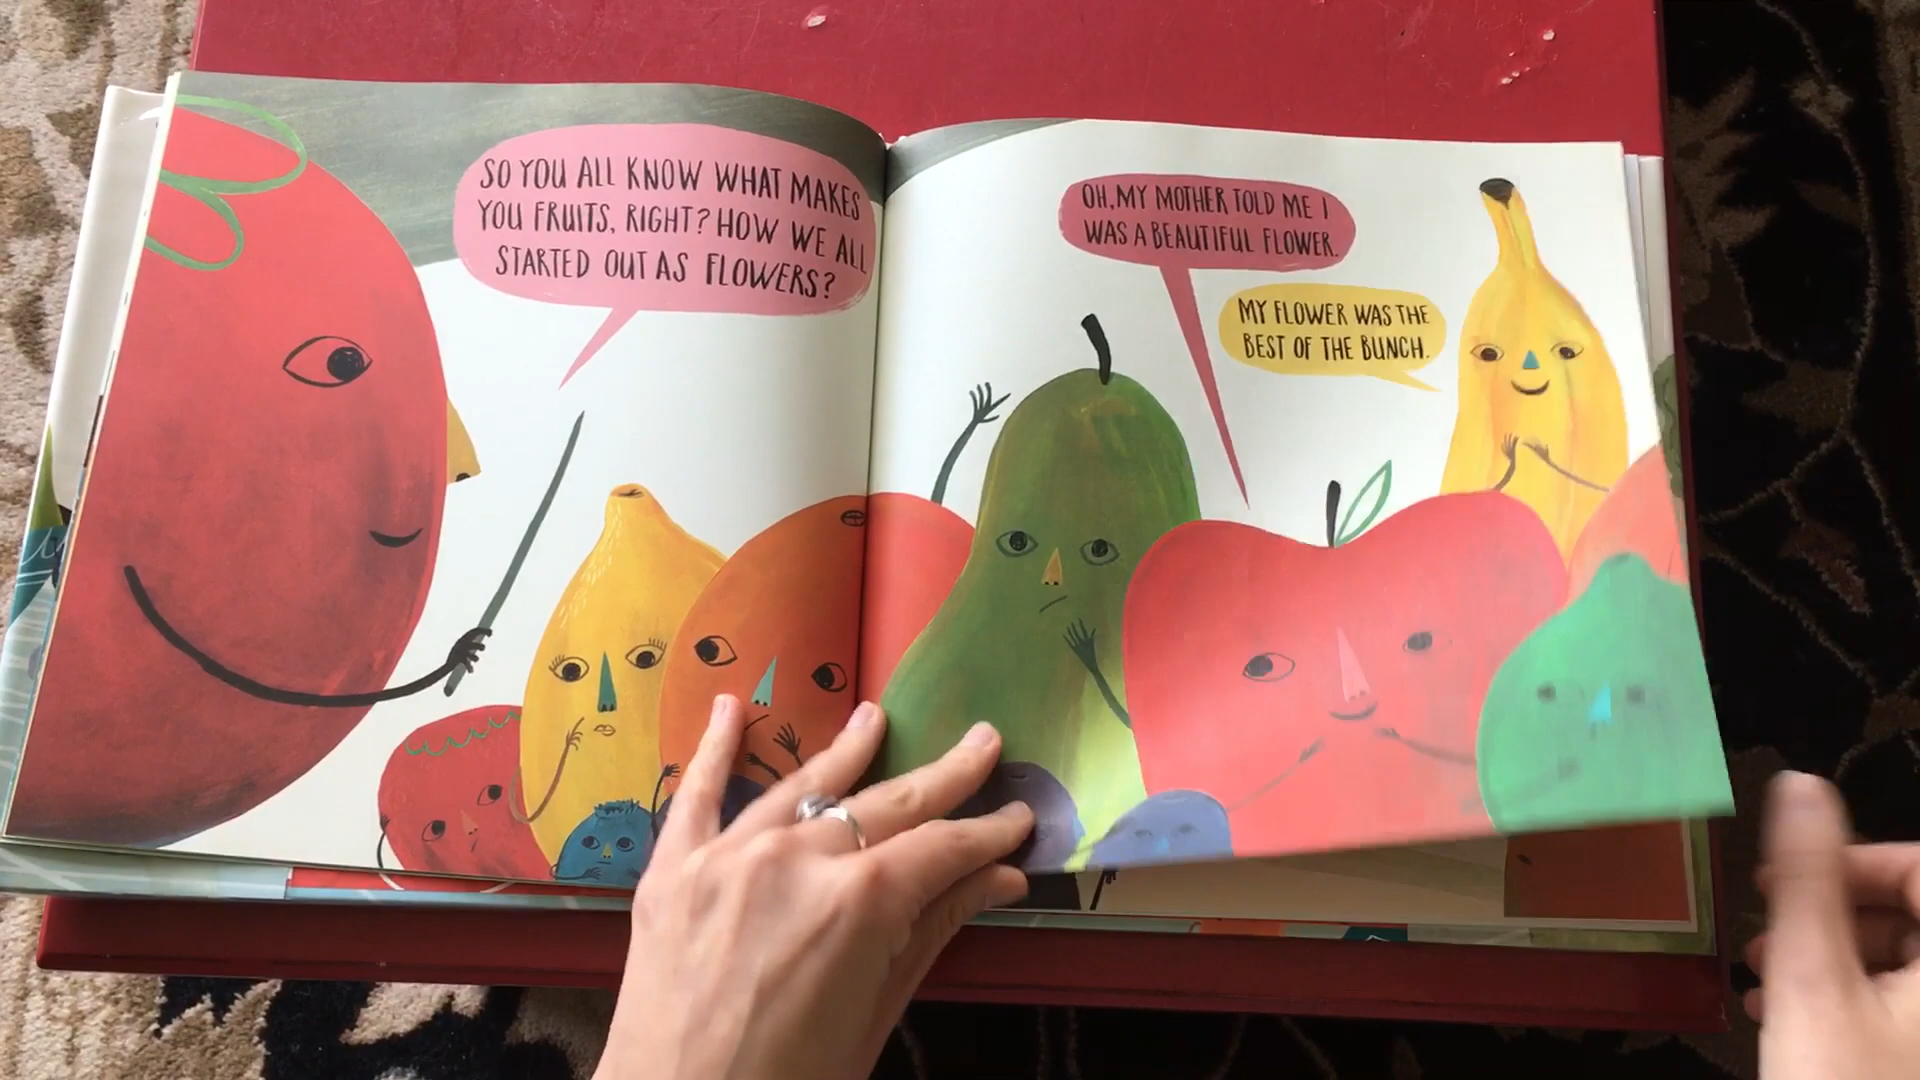 SO YOU ALL KNOW WHAT MAKES
YOU FRUITS, RIGHT? HOW WE ALL
STARTED OUT AS FLOWERS?
OH, MY MOTHER TOLD ME I
WAS A BEAUTIFUL FLOWER.
MY FLOWER WAS THE
BEST OF THE BUNCH.